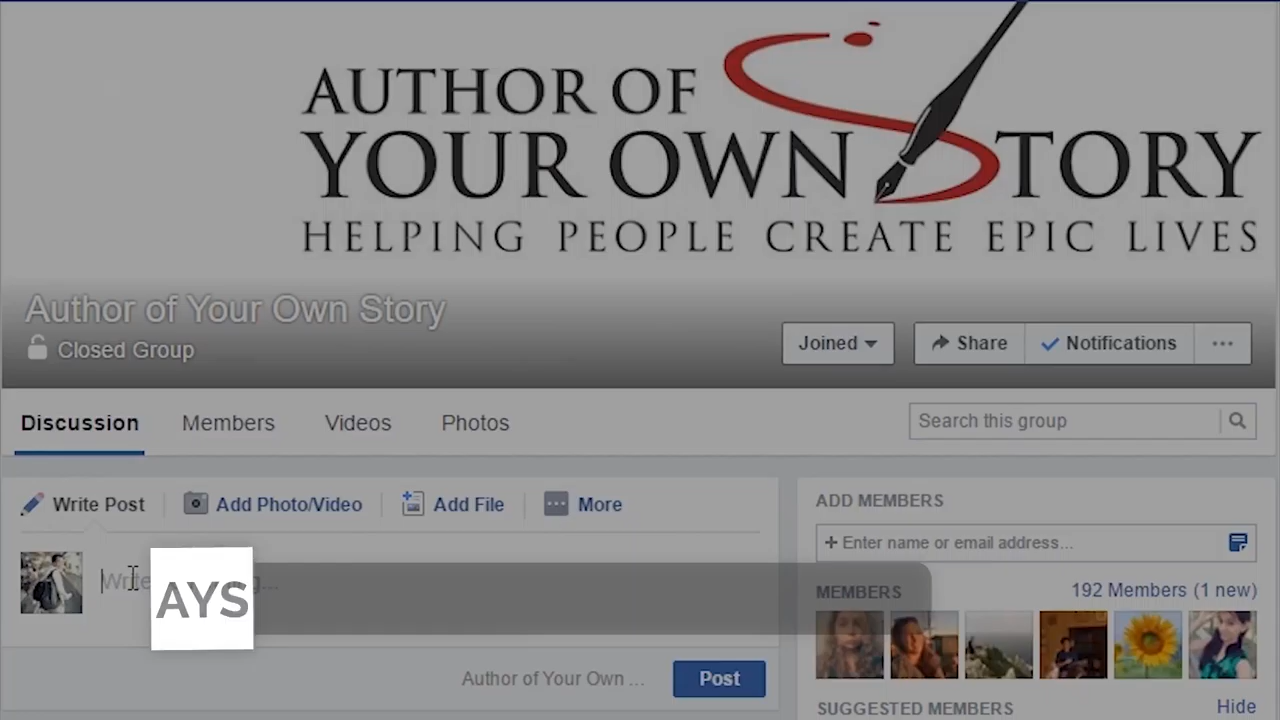 AUTHOR OF
YOUR OWN STORY
HELPING PEOPLE CREATE EPIC LIVES
Author of Your Own Story
Closed Group
Joined
Share
Notifications
Discussion
Members
Videos
Photos
Search this group
Write Post
Add Photo/Video
Add File
More
ADD MEMBERS
+ Enter name or email address...
Write
AYS
MEMBERS
192 Members (1 new)
Author of Your Own ...
Post
SUGGESTED MEMBERS
Hide